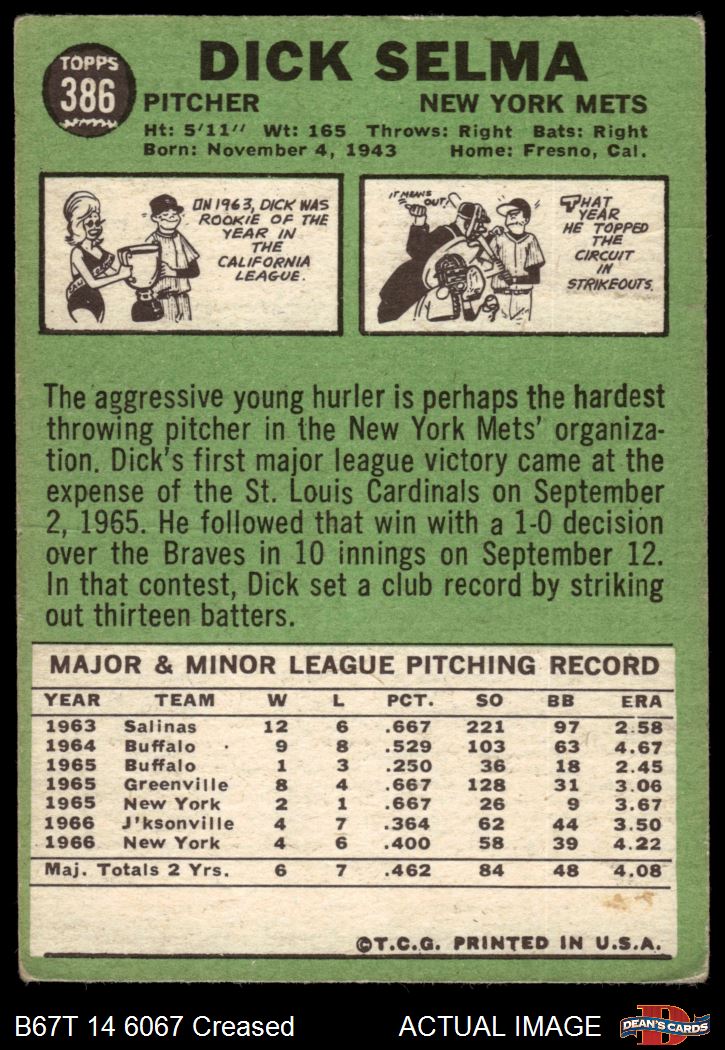 TOPPS
386
DICK SELMA
PITCHER NEW YORK METS
Ht: 5'11" Wt: 165 Throws: Right Bats: Right
Born: November 4, 1943 Home: Fresno, Cal.
IN 1963, DICK WAS
ROOKIE OF THE
YEAR IN
THE
CALIFORNIA
LEAGUE.
IT MEANS
OUT!
THAT
YEAR
HE TOPPED
THE
CIRCUIT
IN
STRIKEOUTS.
The aggressive young hurler is perhaps the hardest
throwing pitcher in the New York Mets' organiza-
tion. Dick's first major league victory came at the
expense of the St. Louis Cardinals on September
2, 1965. He followed that win with a 1-0 decision
over the Braves in 10 innings on September 12.
In that contest, Dick set a club record by striking
out thirteen batters.
MAJOR & MINOR LEAGUE PITCHING RECORD
YEAR TEAM W L PCT. SO BB ERA
1963 Salinas 12 6 .667 221 97 2.58
1964 Buffalo 9 8 .529 103 63 4.67
1965 Buffalo 1 3 .250 36 18 2.45
1965 Greenville 8 4 .667 128 31 3.06
1965 New York 2 1 .667 26 9 3.67
1966 J'ksonville 4 7 .364 62 44 3.50
1966 New York 4 6 .400 58 39 4.22
Maj. Totals 2 Yrs. 6 7 .462 84 48 4.08
©T.C.G. PRINTED IN U.S.A.
B67T 14 6067 Creased ACTUAL IMAGE
D
DEAN'S CARDS